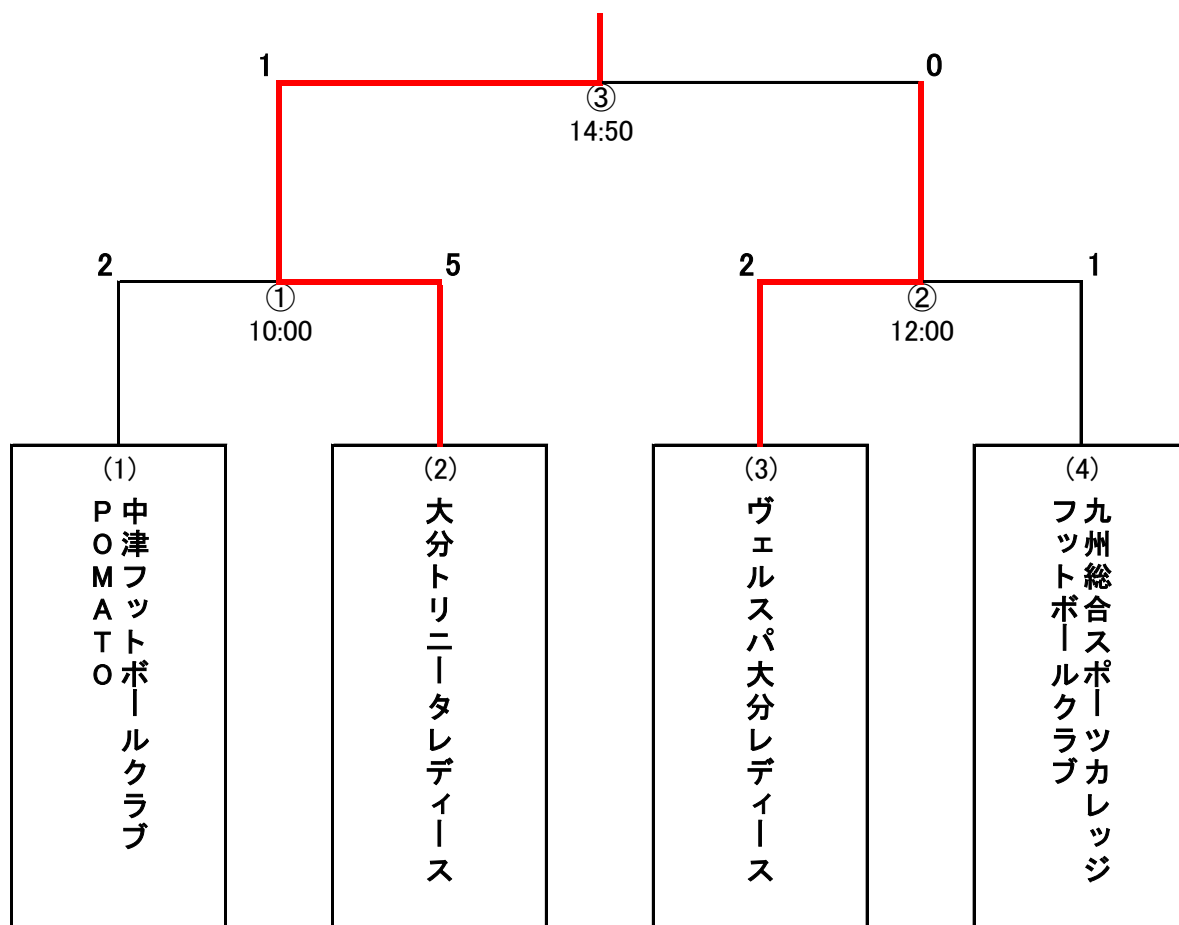 1
0
③
14:50
2
5
2
1
①
10:00
②
12:00
(1)
中津フットボールクラブ
POMATO
(2)
大分トリニータレディース
(3)
ヴェルスパ大分レディース
(4)
九州総合スポーツカレッジ
フットボールクラブ